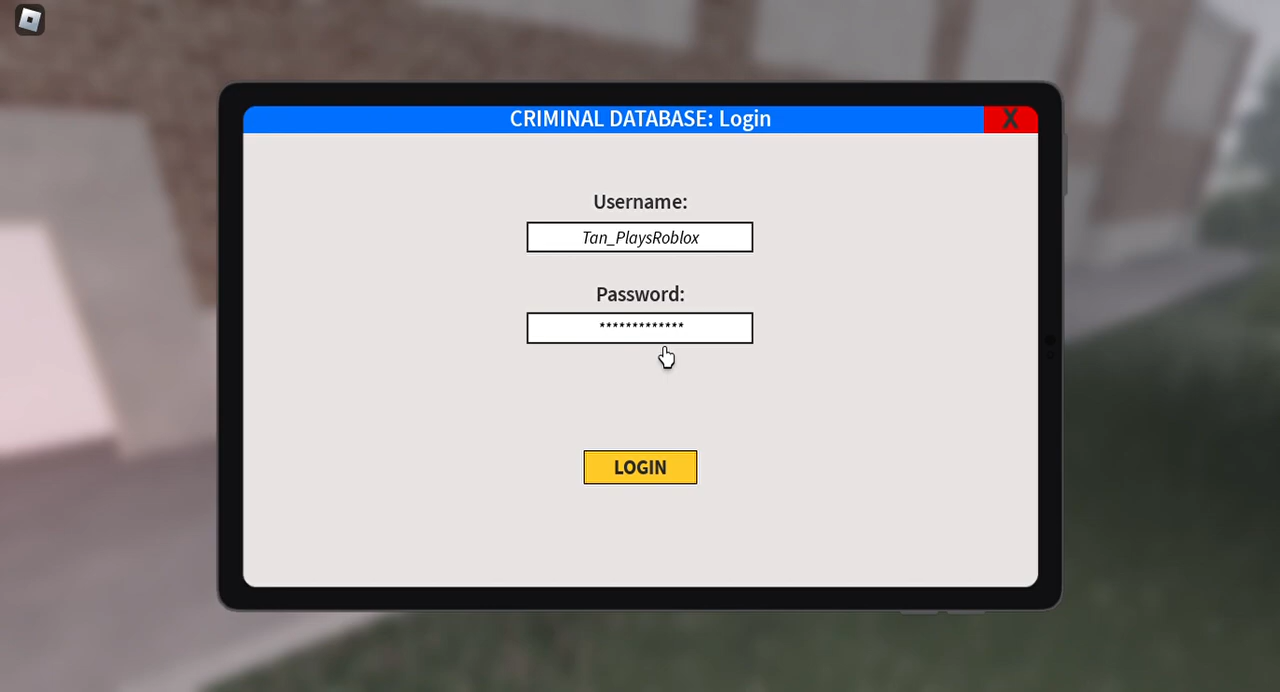 CRIMINAL DATABASE: Login
X
Username:
Tan_PlaysRoblox
Password:
*************
LOGIN